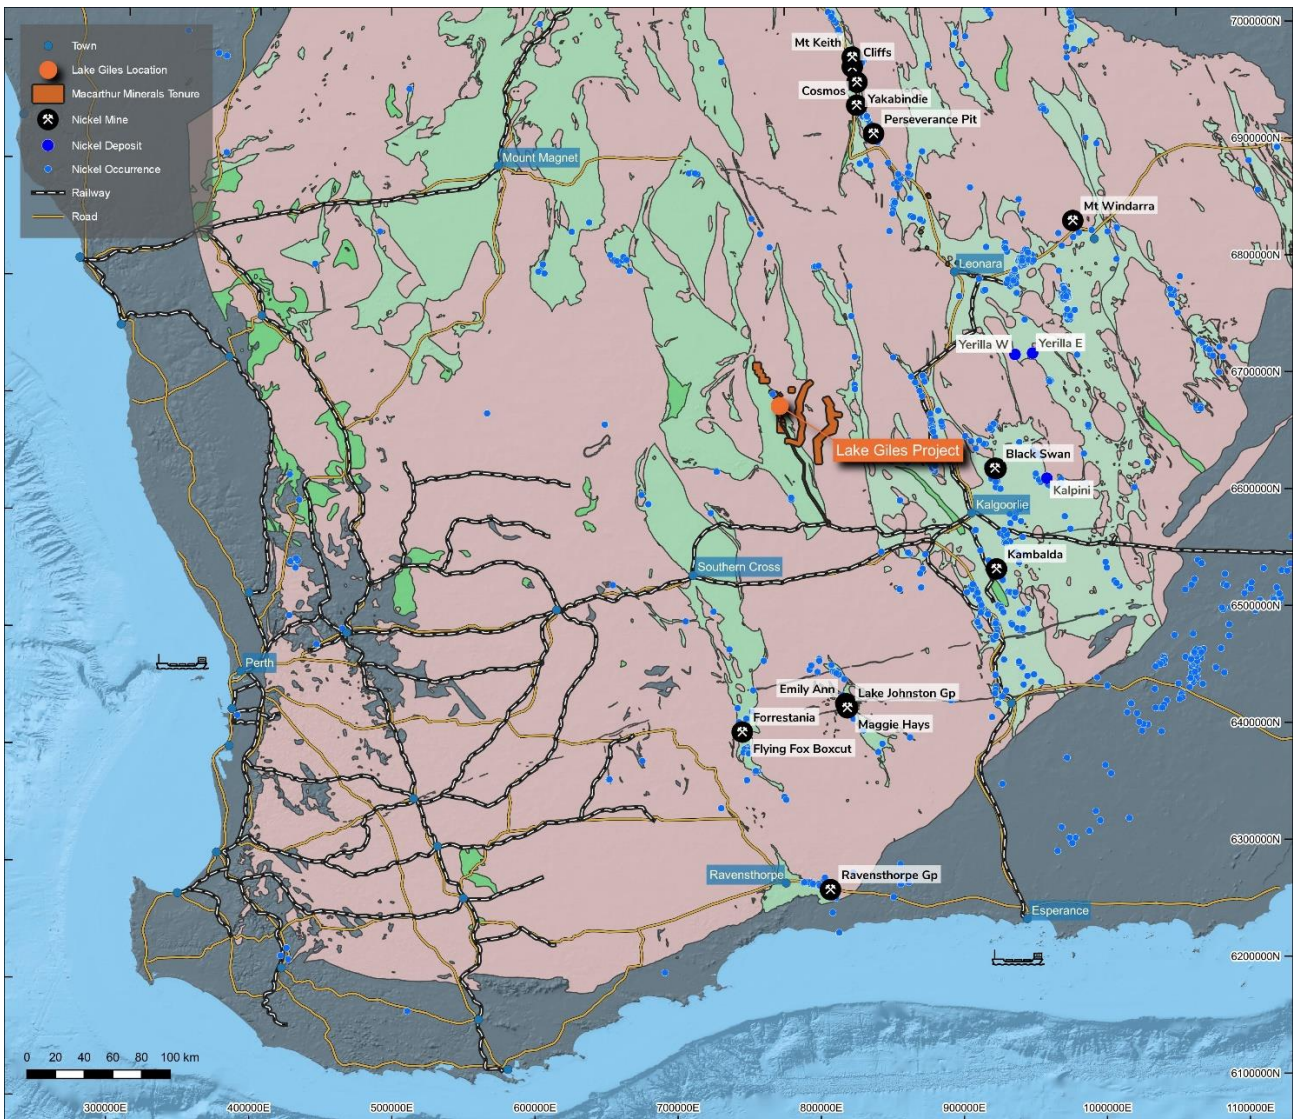 Town
Lake Giles Location
Macarthur Minerals Tenure
Nickel Mine
Nickel Deposit
Nickel Occurrence
Railway
Road
7000000N
Mt Keith
Cliffs
Cosmos
Yakabindie
Perseverance Pit
6900000N
Mount Magnet
Mt Windarra
6800000N
Leonara
Yerilla W
Yerilla E
6700000N
Lake Giles Project
Black Swan
Kalpini
6600000N
Kalgoorlie
Southern Cross
Kambalda
6500000N
Perth
Emily Ann
Lake Johnston Gp
Maggie Hays
Forrestania
Flying Fox Boxcut
6400000N
6300000N
Ravensthorpe
Ravensthorpe Gp
Esperance
6200000N
0 20 40 60 80 100 km
6100000N
300000E 400000E 500000E 600000E 700000E 800000E 900000E 1000000E 1100000E